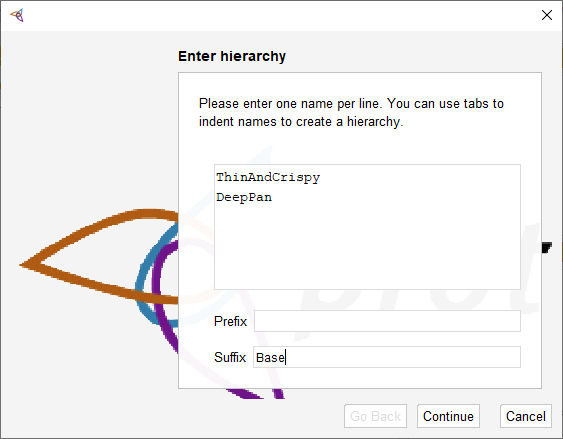 Enter hierarchy
Please enter one name per line. You can use tabs to
indent names to create a hierarchy.
ThinAndCrispy
DeepPan
Prefix
Suffix Base
Go Back Continue Cancel